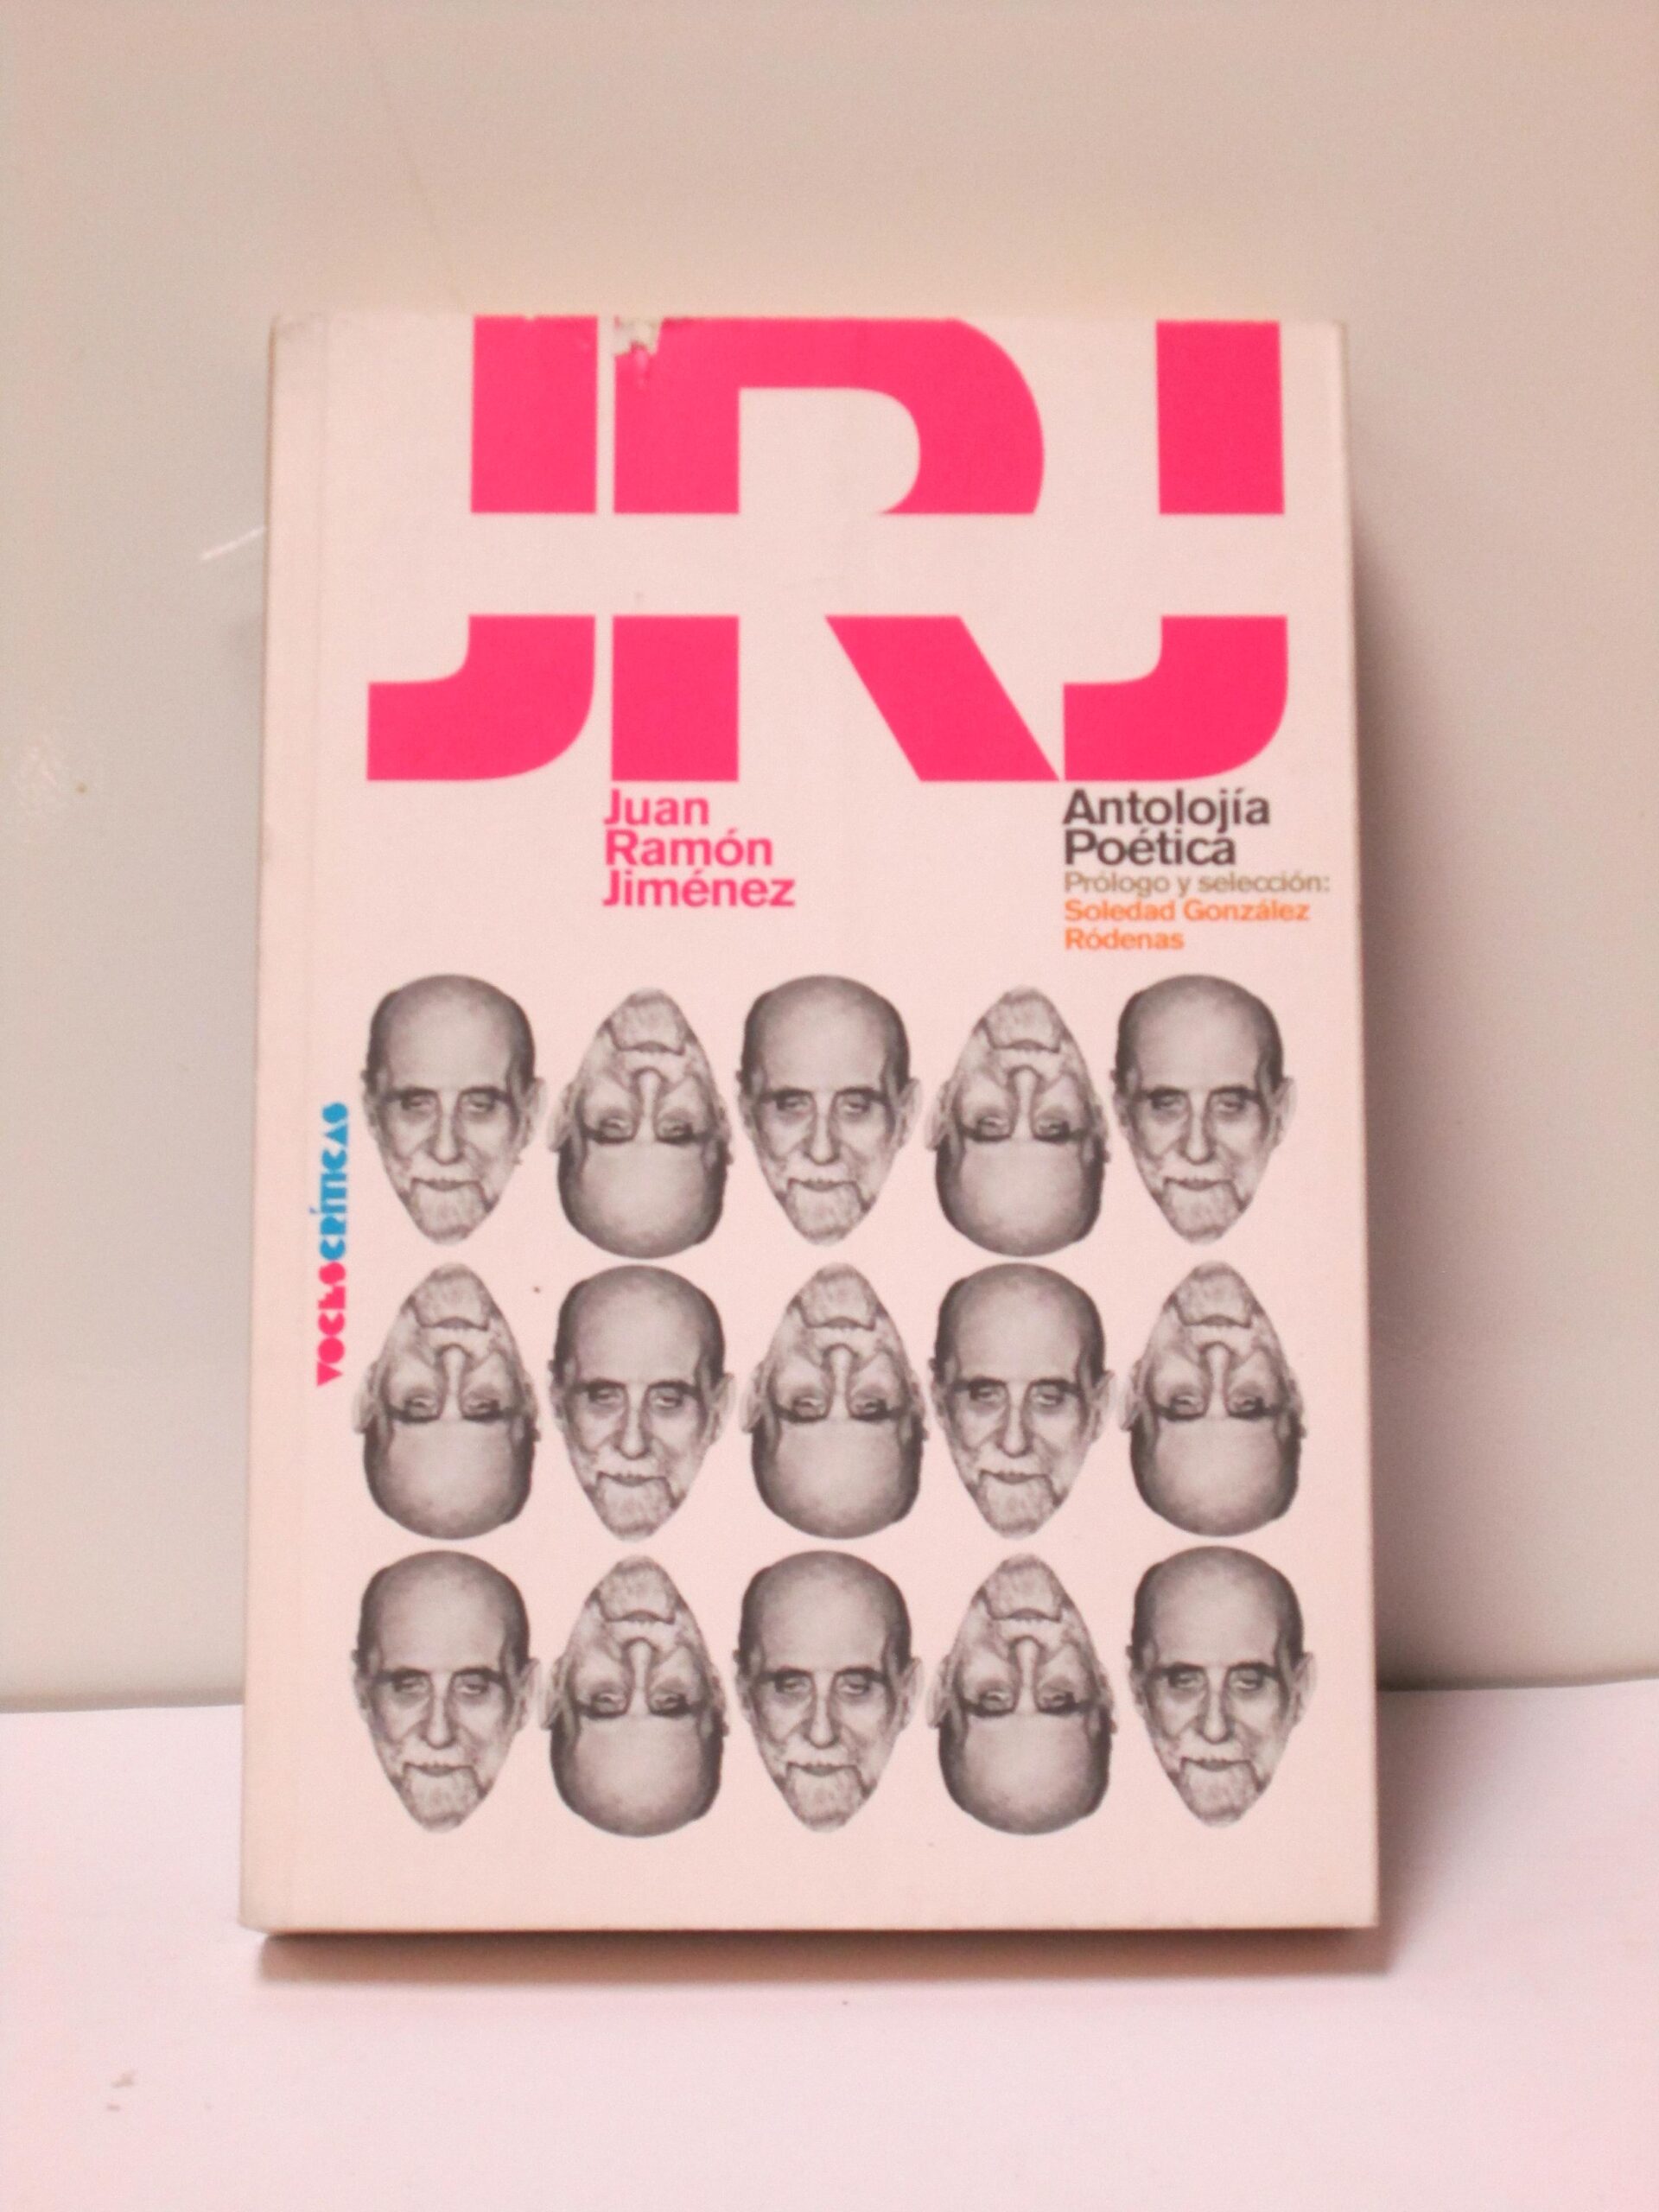 JRJ
Juan
Ramón
Jiménez
Antolojía
Poética
Prólogo y selección:
Soledad González
Ródenas
VOCESCRÍTICAS